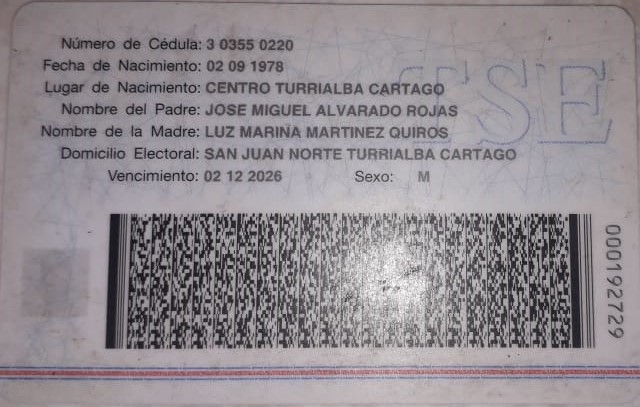 Número de Cédula: 3 0355 0220
Fecha de Nacimiento: 02 09 1978
Lugar de Nacimiento: CENTRO TURRIALBA CARTAGO
Nombre del Padre: JOSE MIGUEL ALVARADO ROJAS
Nombre de la Madre: LUZ MARINA MARTINEZ QUIROS
Domicilio Electoral: SAN JUAN NORTE TURRIALBA CARTAGO
Vencimiento: 02 12 2026 Sexo: M
TSE
000192729